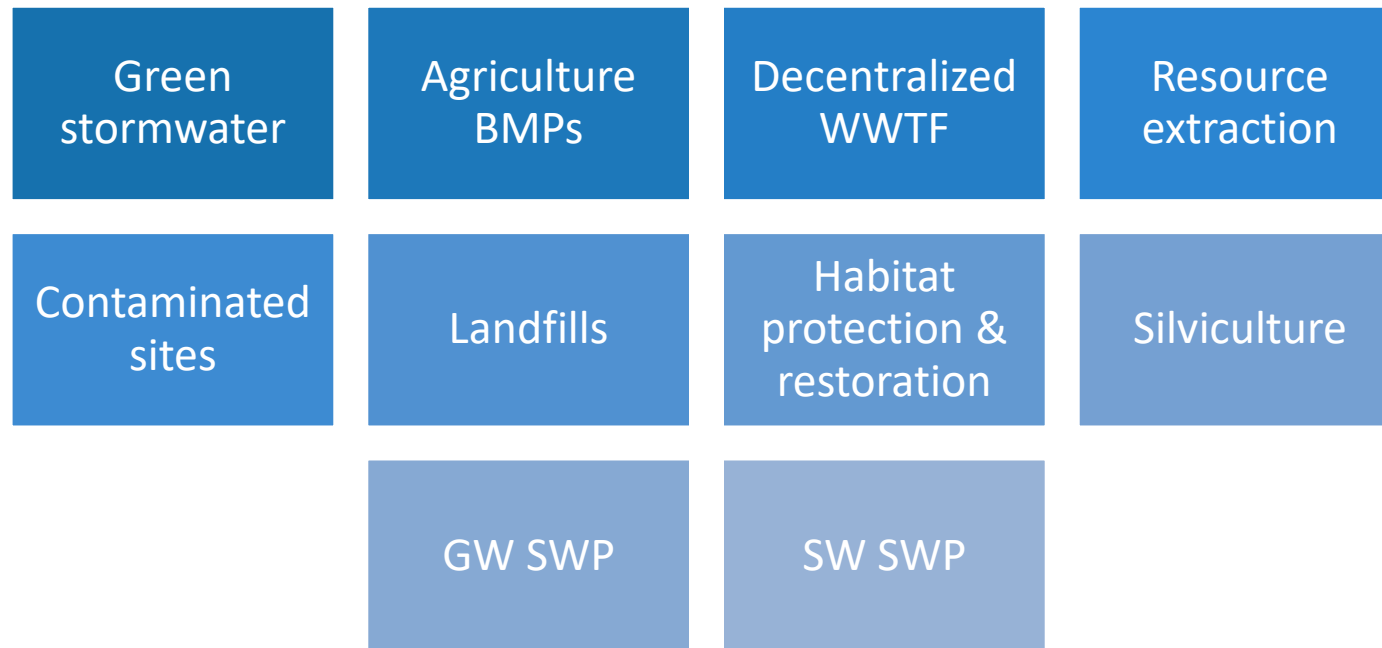 Green
stormwater
Agriculture
BMPs
Decentralized
WWTF
Resource
extraction
Contaminated
sites
Landfills
Habitat
protection &
restoration
Silviculture
GW SWP
SW SWP